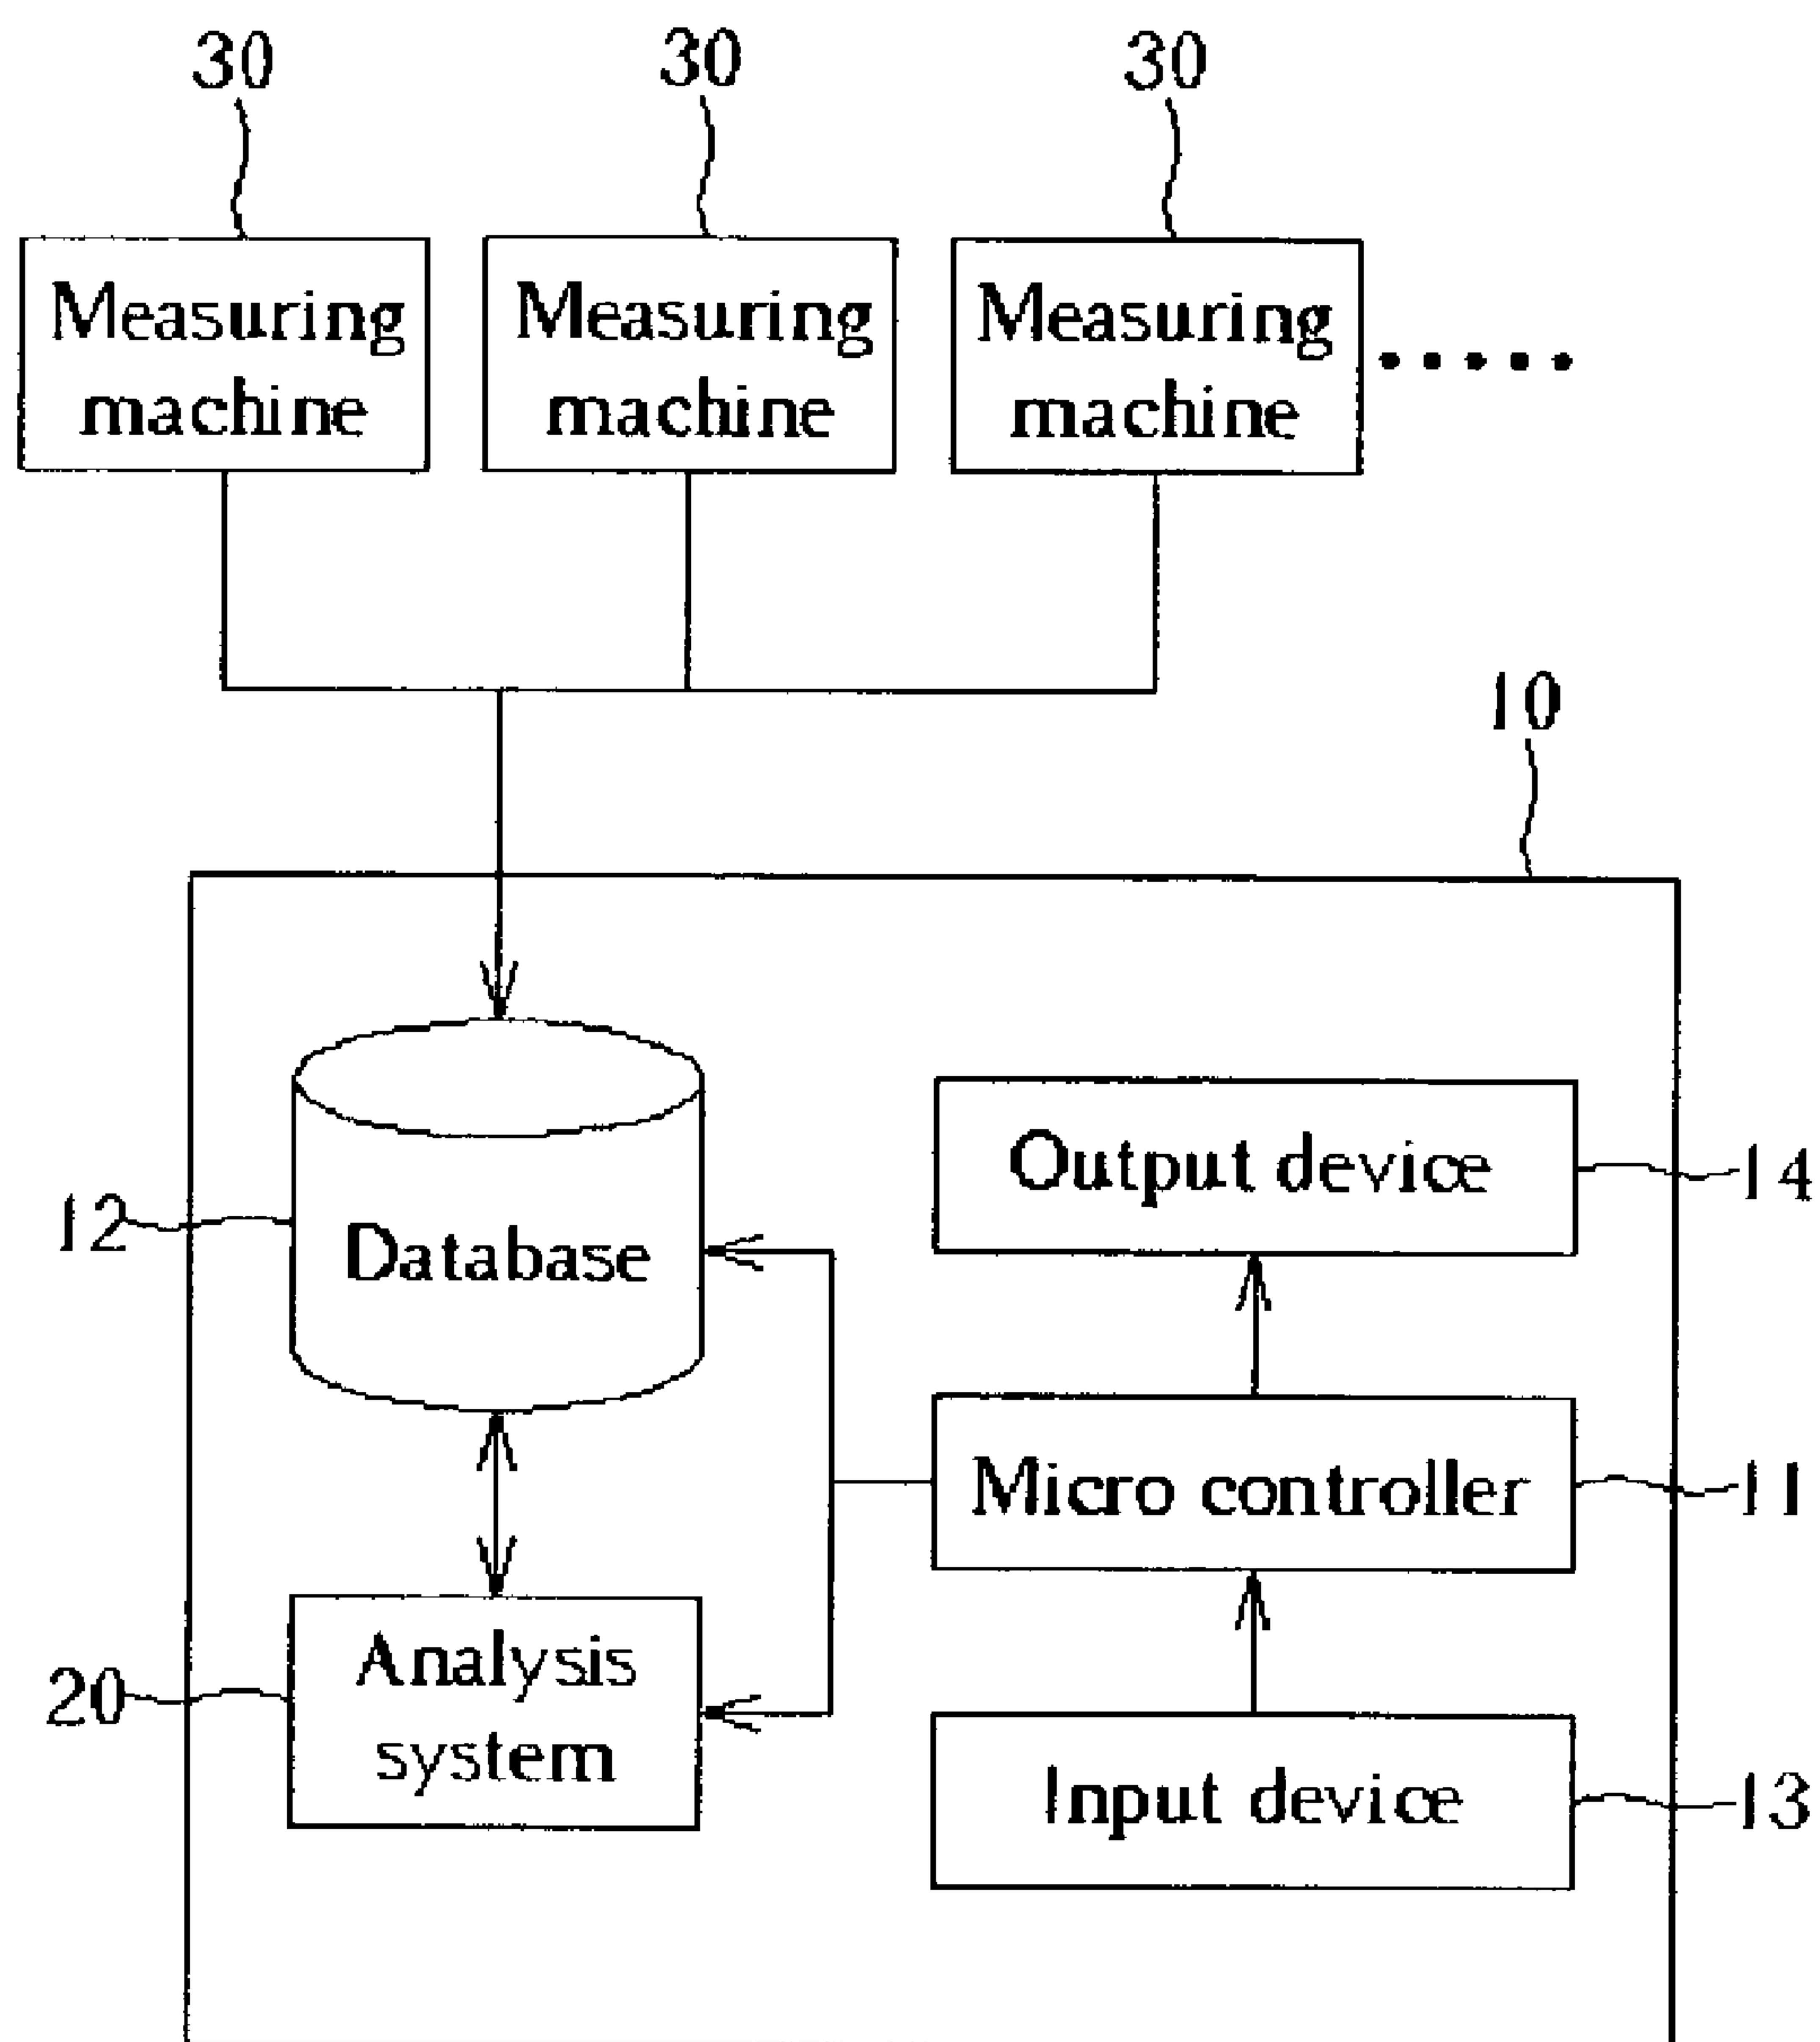 30
30
30
Measuring
machine
Measuring
machine
Measuring
machine
10
12
Database
Output device
14
Micro controller
11
20
Analysis
system
Input device
13